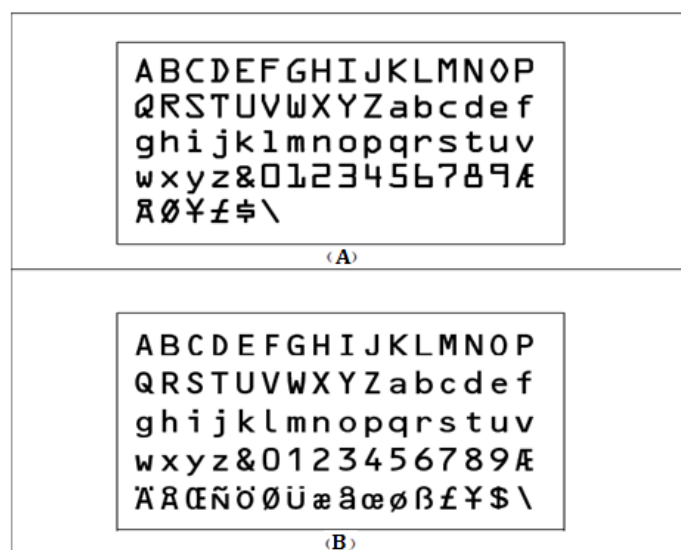 ABCDEFGHIJKLMNOP
QRSTUVWXYZabcdef
ghijklmnopqrstuv
wxyz&0123456789Æ
ÄØ¥£$\
(A)
ABCDEFGHIJKLMNOP
QRSTUVWXYZabcdef
ghijklmnopqrstuv
wxyz&0123456789Æ
ÄÅŒÑÖØÜæåœøß£¥$\
(B)